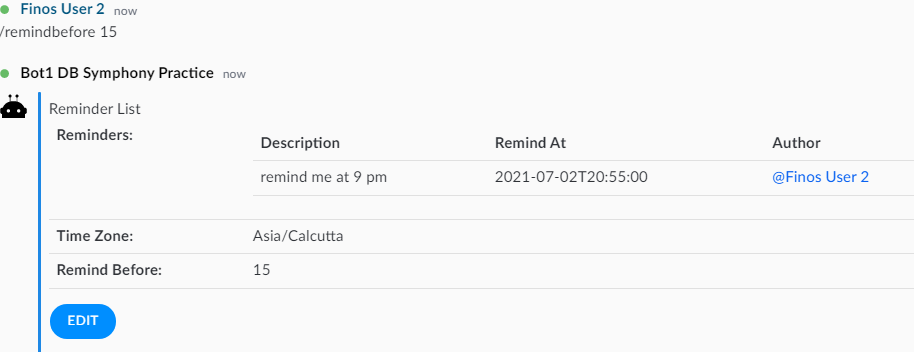 Finos User 2 now
/remindbefore 15
Bot1 DB Symphony Practice now
Reminder List
Reminders:
Description Remind At Author
remind me at 9 pm 2021-07-02T20:55:00 @Finos User 2
Time Zone: Asia/Calcutta
Remind Before: 15
EDIT